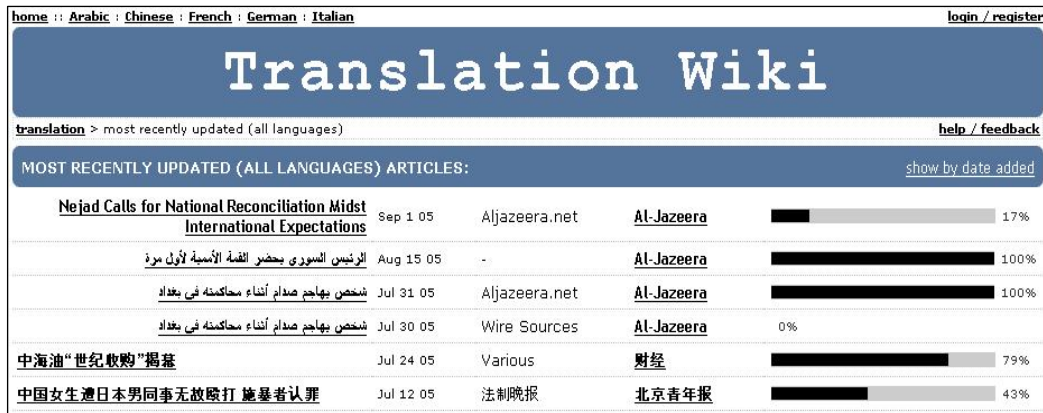 home :: Arabic : Chinese : French : German : Italian login / register
Translation Wiki
translation > most recently updated (all languages) help / feedback
MOST RECENTLY UPDATED (ALL LANGUAGES) ARTICLES: show by date added
Nejad Calls for National Reconciliation Midst
International Expectations Sep 1 05 Aljazeera.net Al-Jazeera 17%
الرئيس السوري يحضر القمة الأممية لأول مرة Aug 15 05 - Al-Jazeera 100%
شخص يهاجم صدام أثناء محاكمته في بغداد Jul 31 05 Aljazeera.net Al-Jazeera 100%
شخص يهاجم صدام أثناء محاكمته في بغداد Jul 30 05 Wire Sources Al-Jazeera 0%
中海油“世纪收购”揭幕 Jul 24 05 Various 财经 79%
中国女生遭日本男同事无故殴打 施暴者认罪 Jul 12 05 法制晚报 北京青年报 43%